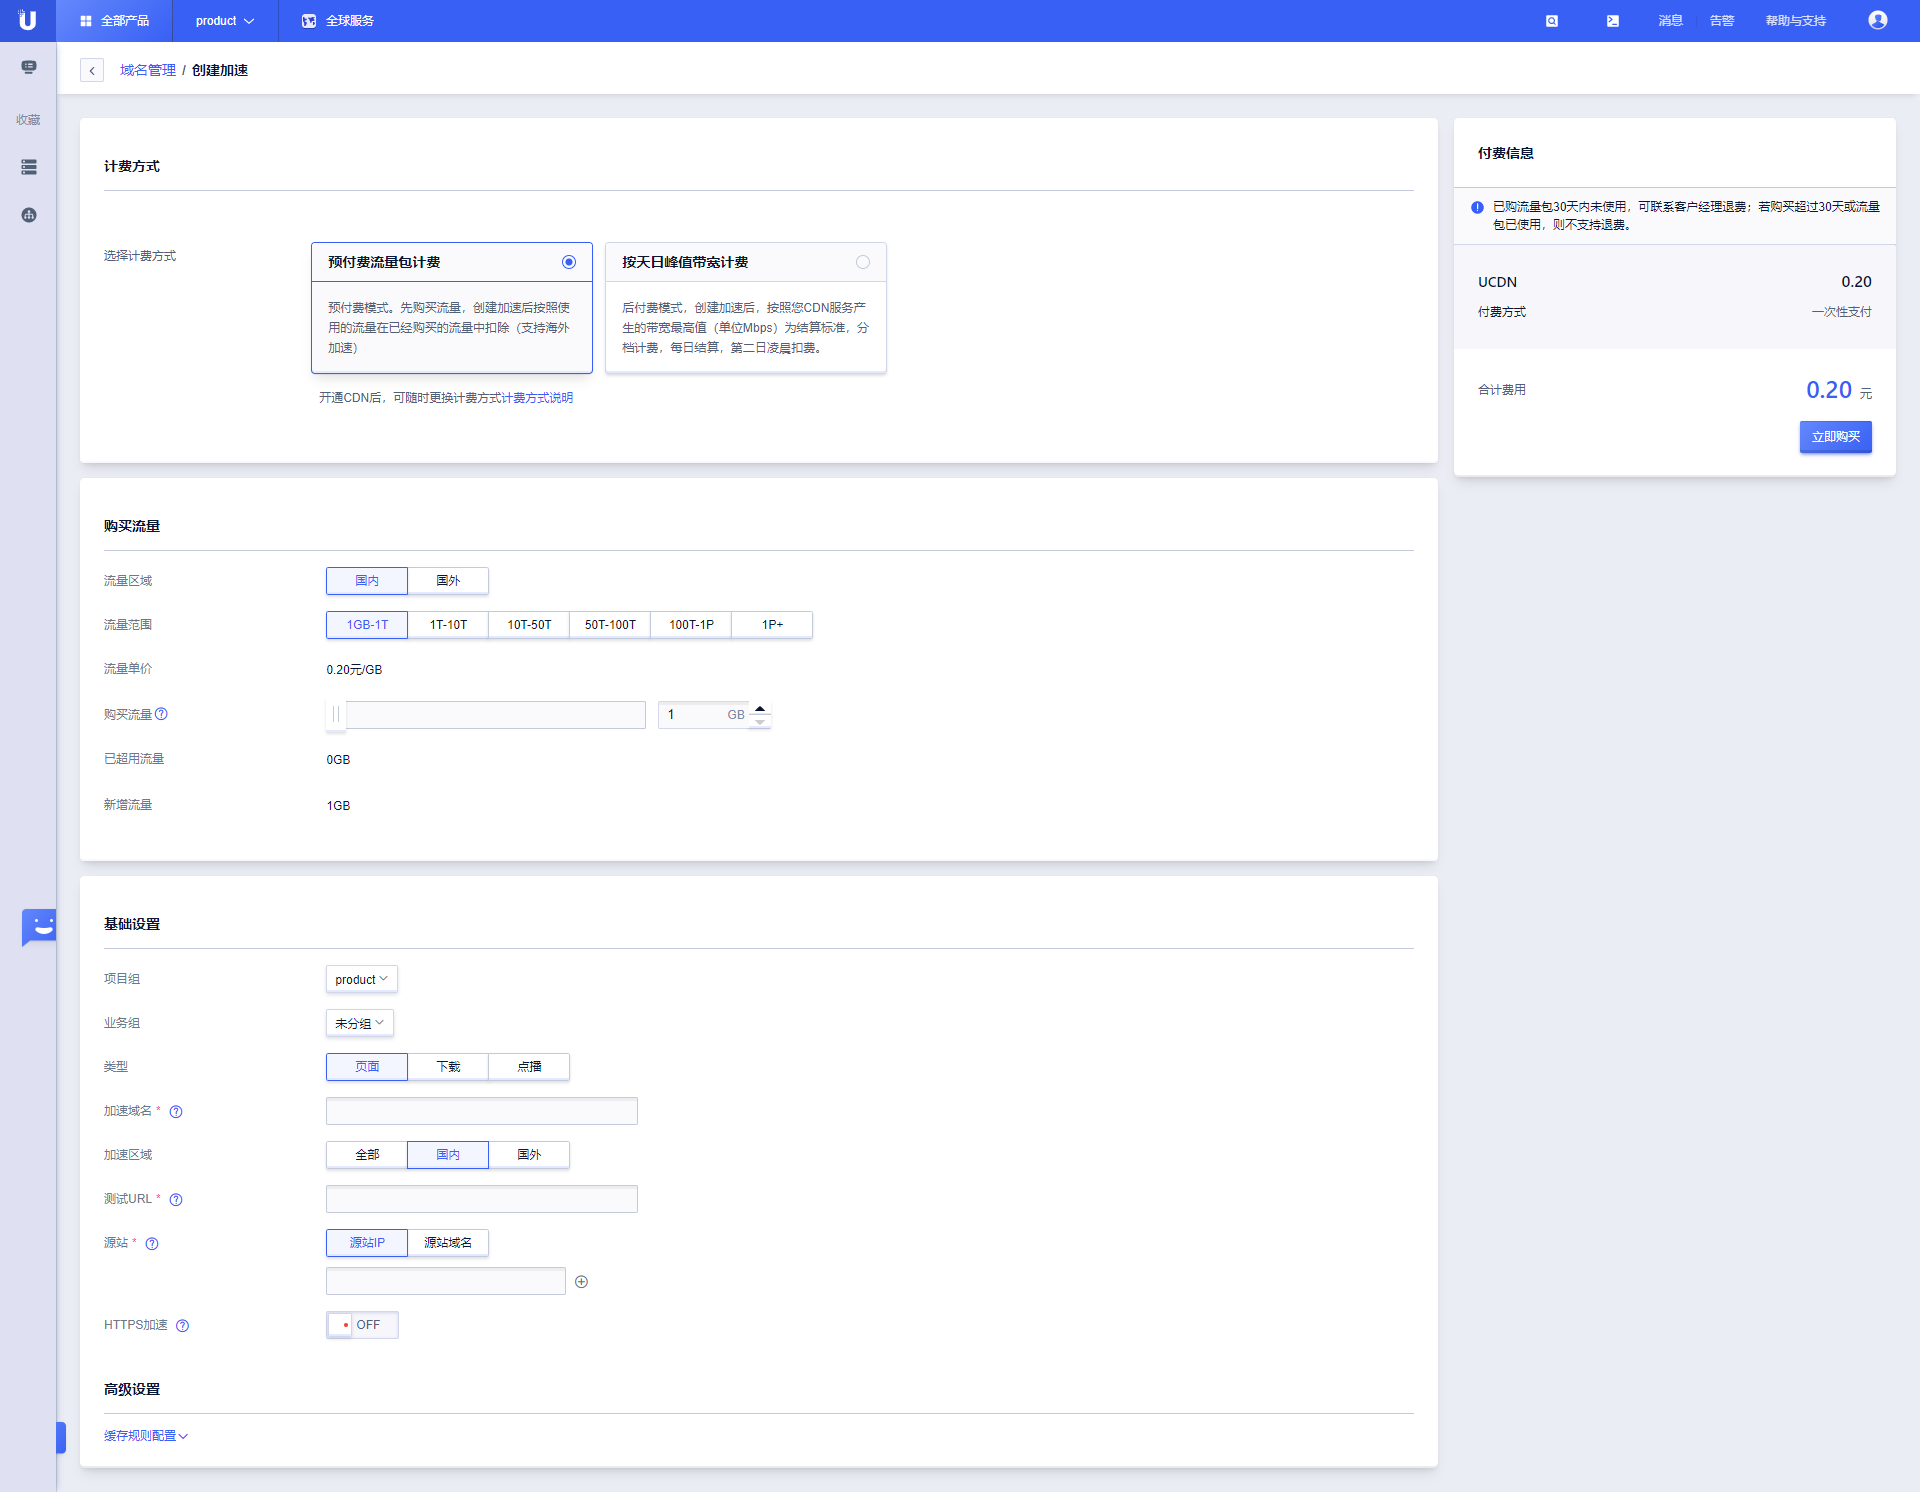 全部产品
product
全球服务
消息
告警
帮助与支持
收藏
域名管理 / 创建加速
计费方式
选择计费方式
预付费流量包计费
预付费模式。先购买流量，创建加速后按照使
用的流量在已经购买的流量中扣除（支持海外
加速）
按天日峰值带宽计费
后付费模式，创建加速后，按照您CDN服务产
生的带宽最高值（单位Mbps）为结算标准，分
档计费，每日结算，第二日凌晨扣费。
开通CDN后，可随时更换计费方式计费方式说明
付费信息
已购流量包30天内未使用，可联系客户经理退费；若购买超过30天或流量
包已使用，则不支持退费。
UCDN 0.20
付费方式 一次性支付
合计费用 0.20 元
立即购买
购买流量
流量区域 国内 国外
流量范围 1GB-1T 1T-10T 10T-50T 50T-100T 100T-1P 1P+
流量单价 0.20元/GB
购买流量 1 GB
已超用流量 0GB
新增流量 1GB
基础设置
项目组 product
业务组 未分组
类型 页面 下载 点播
加速域名 *
加速区域 全部 国内 国外
测试URL *
源站 * 源站IP 源站域名
HTTPS加速 OFF
高级设置
缓存规则配置